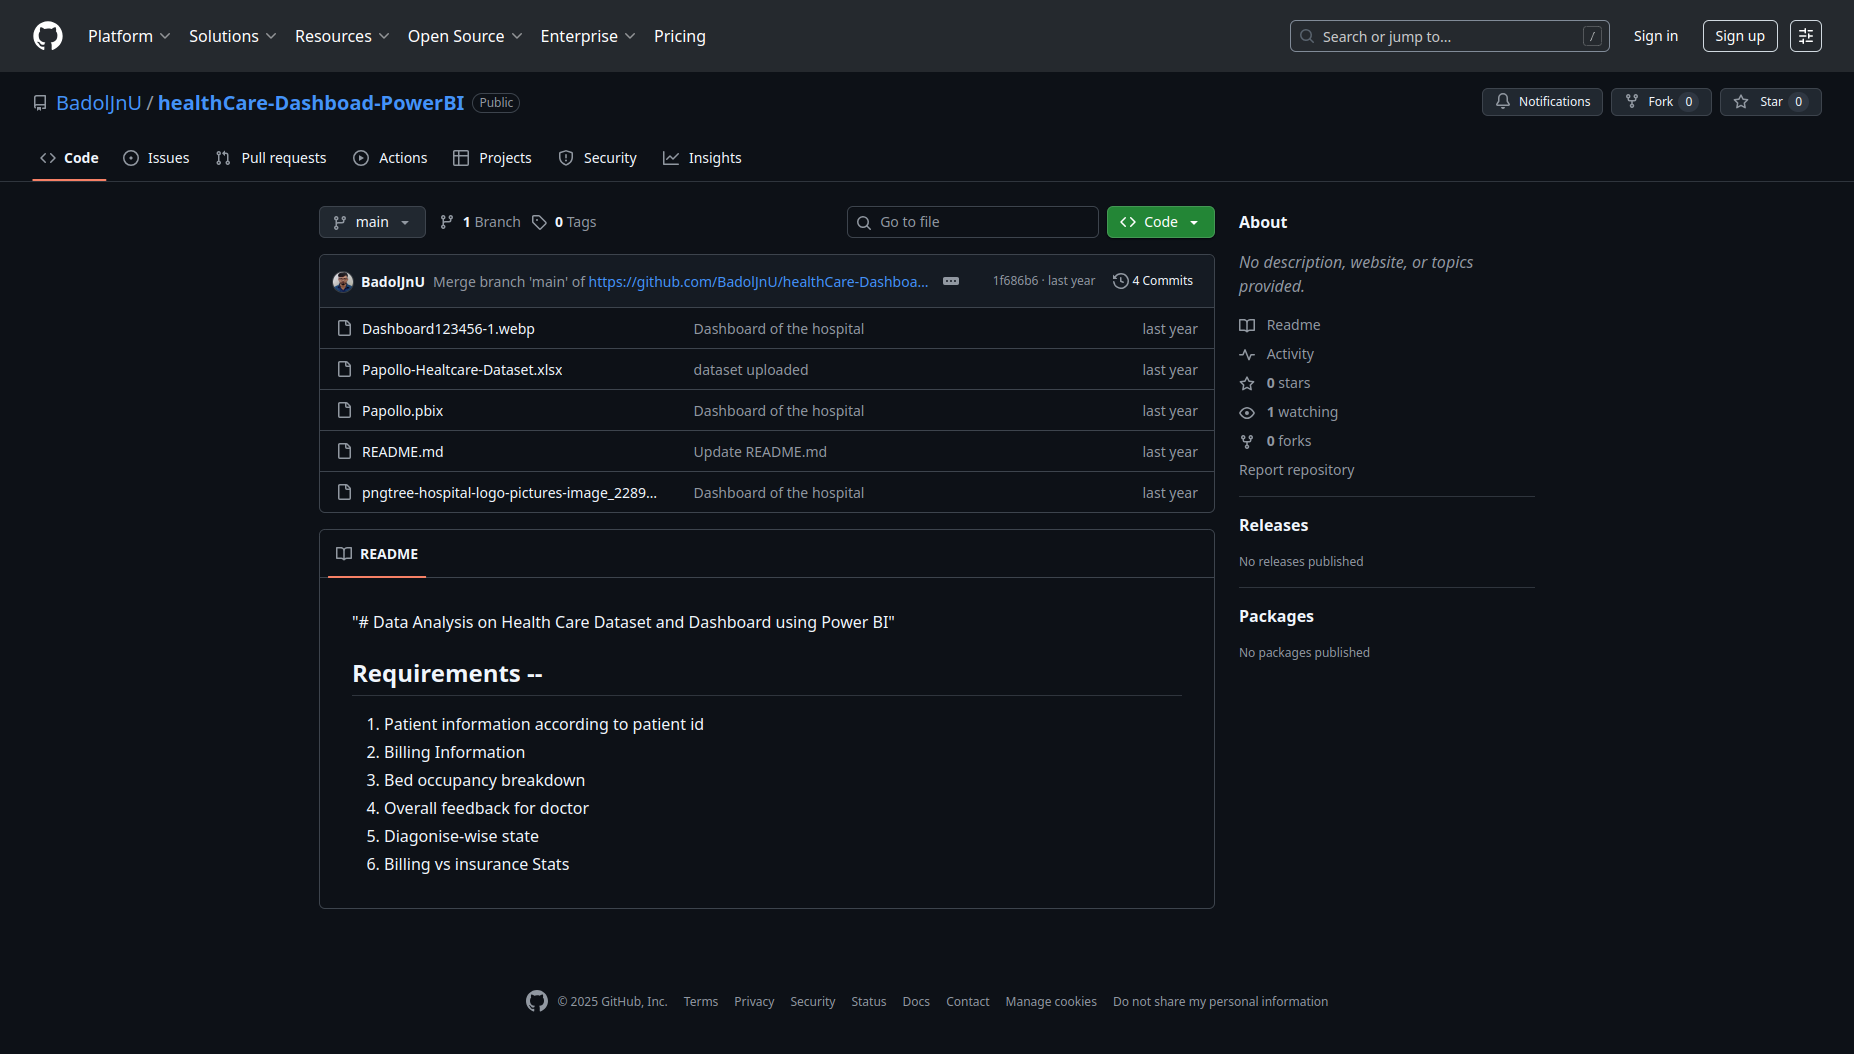 Platform Solutions Resources Open Source Enterprise Pricing Search or jump to... / Sign in Sign up
BadolJnU / healthCare-Dashboad-PowerBI Public Notifications Fork 0 Star 0
Code Issues Pull requests Actions Projects Security Insights
main 1 Branch 0 Tags Go to file Code
BadolJnU Merge branch 'main' of https://github.com/BadolJnU/healthCare-Dashboa... 1f686b6 · last year 4 Commits
Dashboard123456-1.webp Dashboard of the hospital last year
Papollo-Healtcare-Dataset.xlsx dataset uploaded last year
Papollo.pbix Dashboard of the hospital last year
README.md Update README.md last year
pngtree-hospital-logo-pictures-image_2289... Dashboard of the hospital last year
README
"# Data Analysis on Health Care Dataset and Dashboard using Power BI"
Requirements --
1. Patient information according to patient id
2. Billing Information
3. Bed occupancy breakdown
4. Overall feedback for doctor
5. Diagonise-wise state
6. Billing vs insurance Stats
About
No description, website, or topics
provided.
Readme
Activity
0 stars
1 watching
0 forks
Report repository
Releases
No releases published
Packages
No packages published
© 2025 GitHub, Inc. Terms Privacy Security Status Docs Contact Manage cookies Do not share my personal information